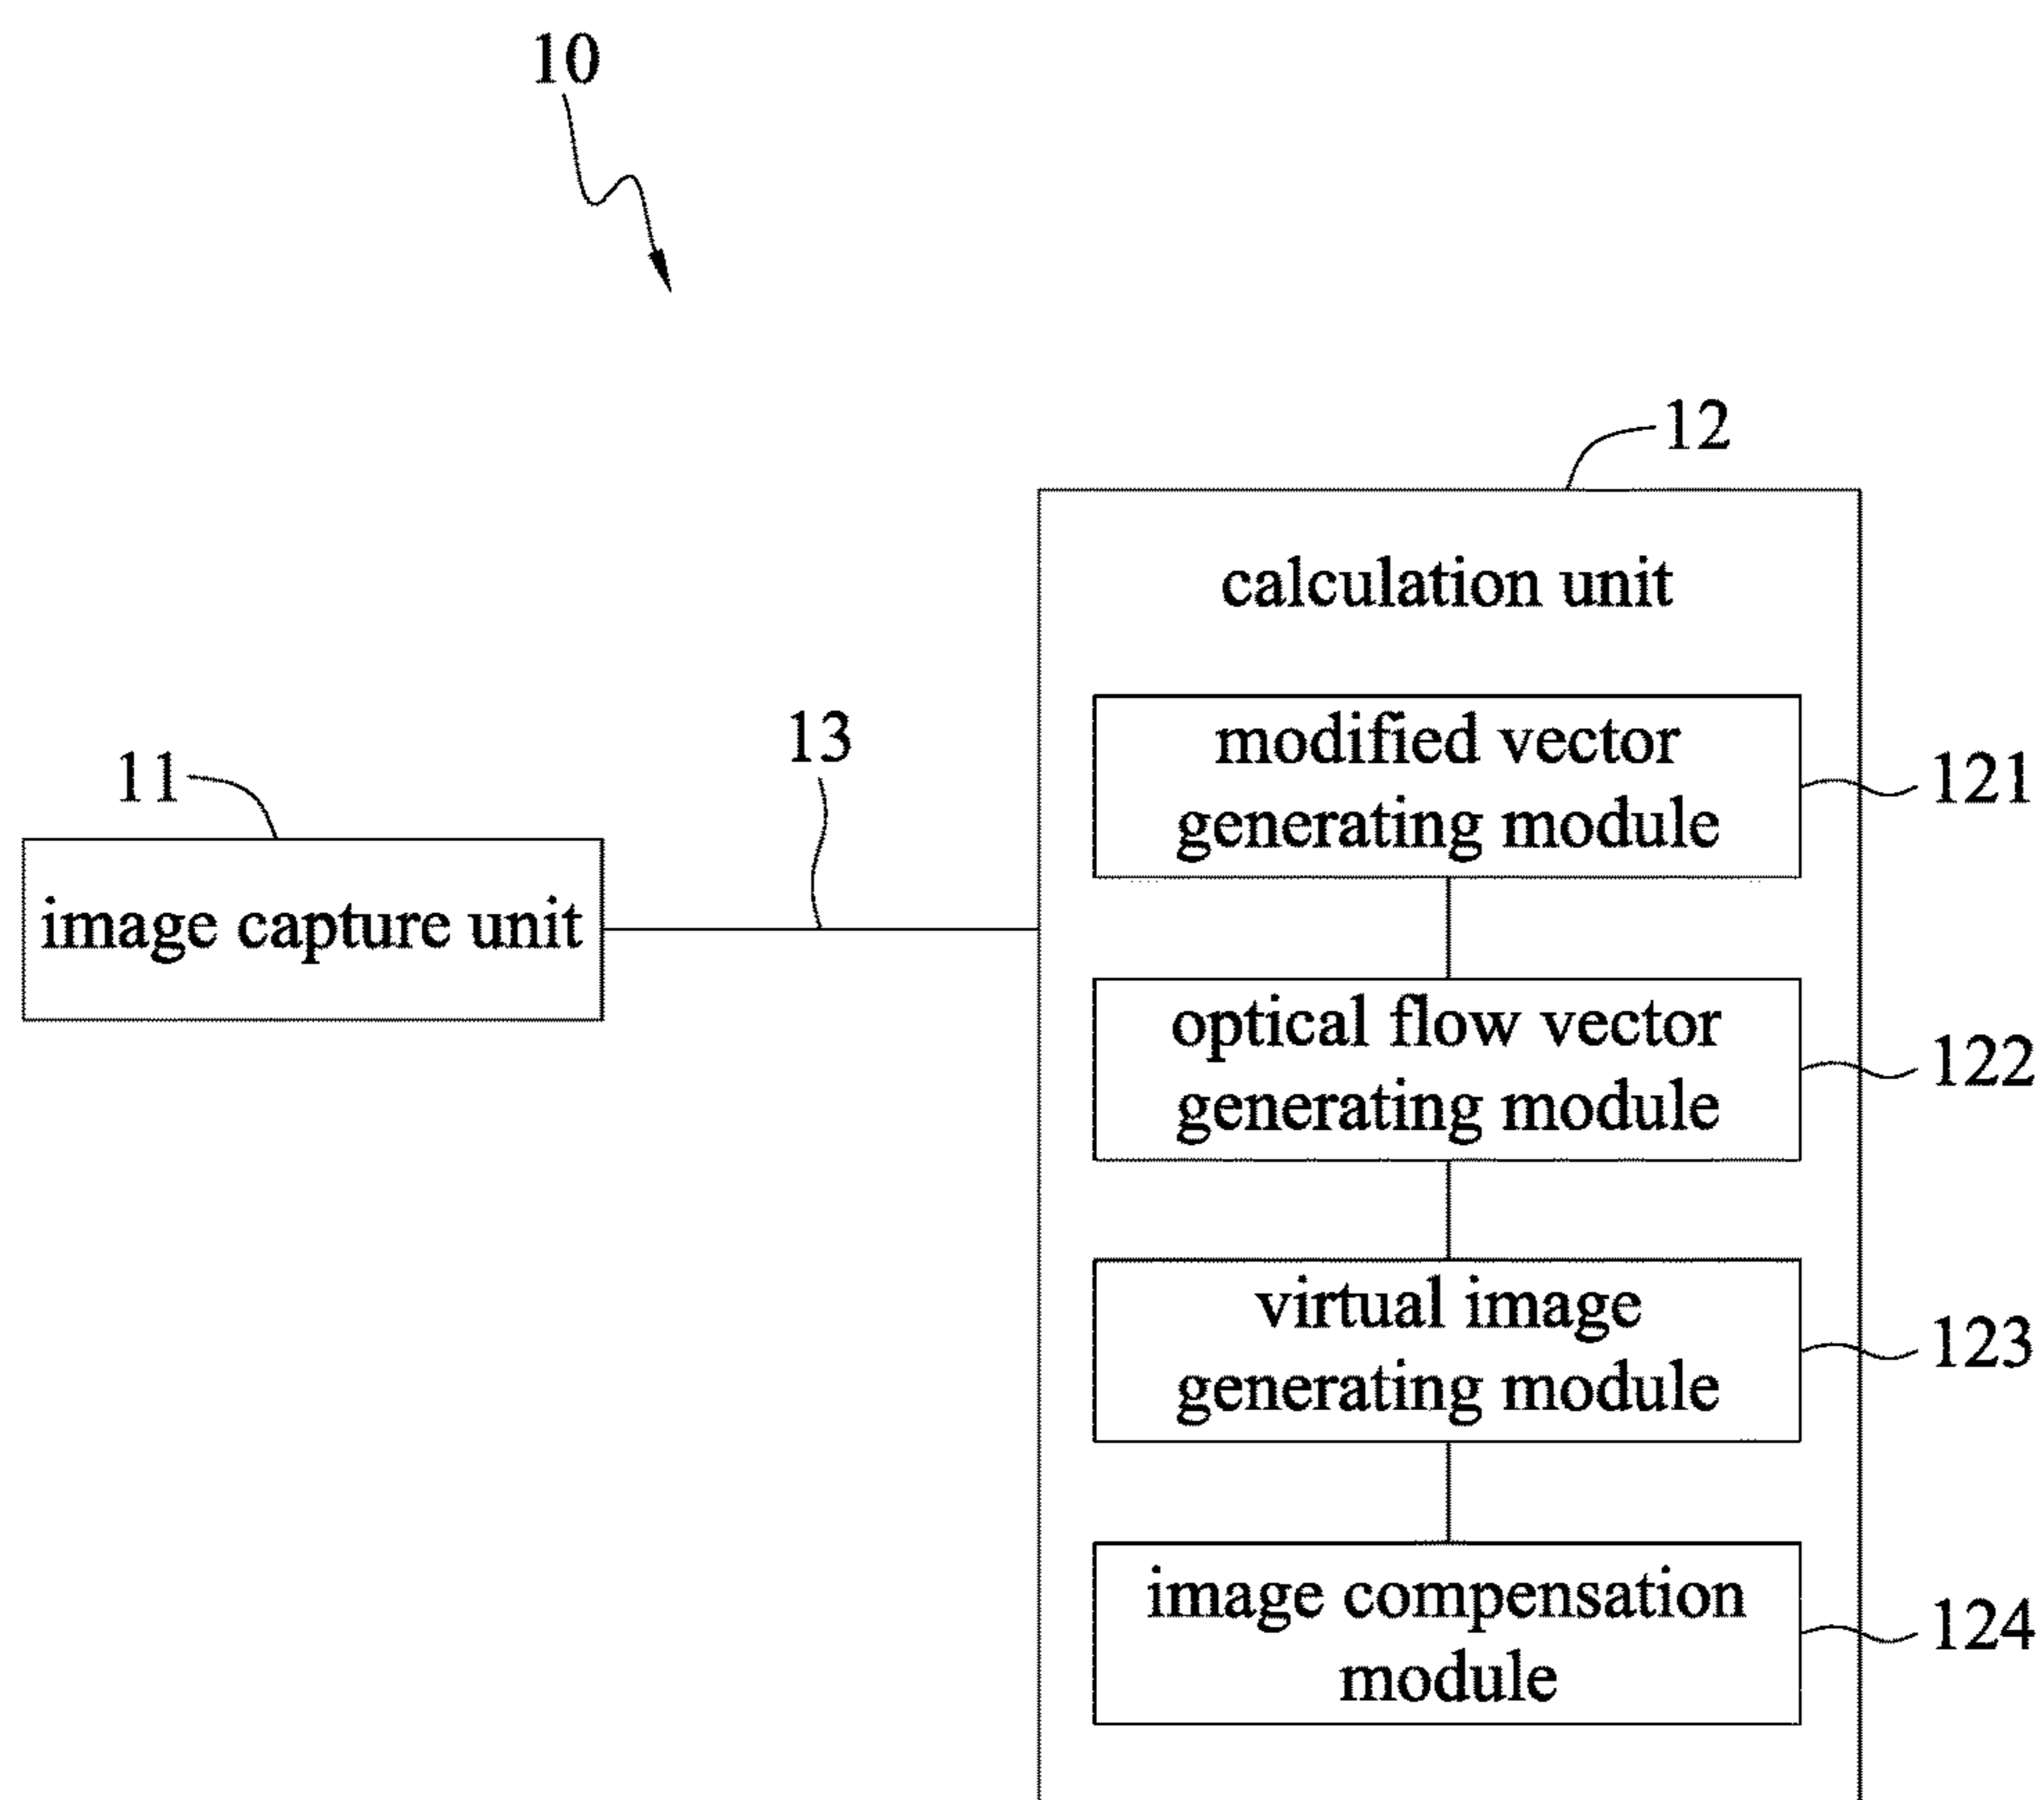 10
12
calculation unit
modified vector
generating module
121
13
11
image capture unit
optical flow vector
generating module
122
virtual image
generating module
123
image compensation
module
124